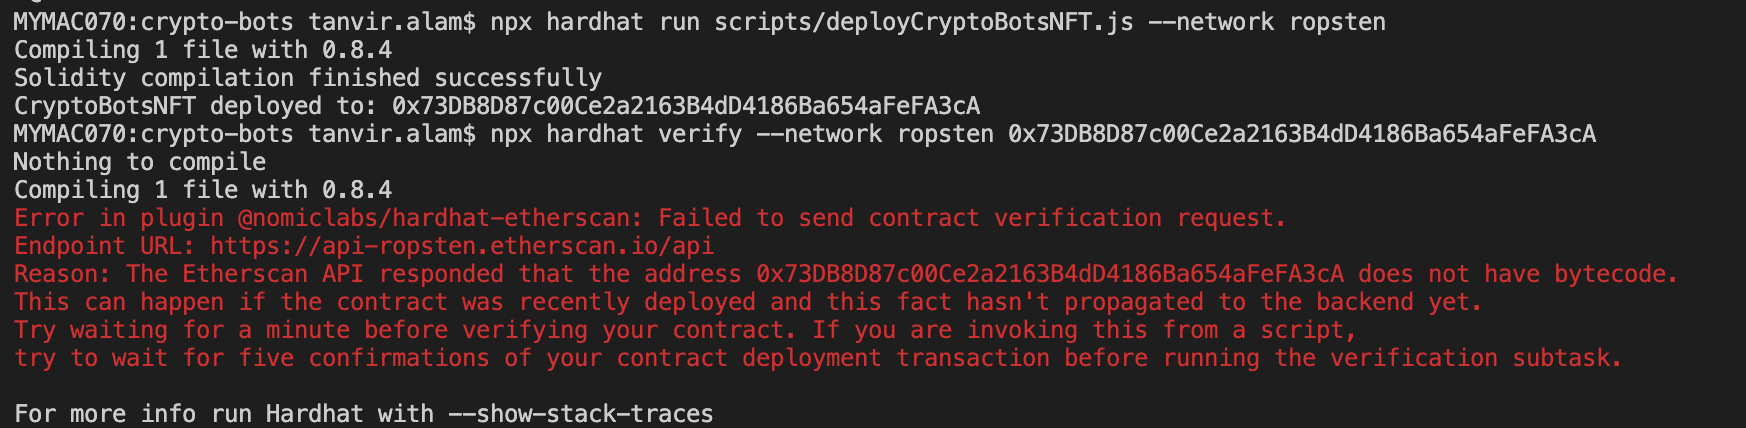 MYMAC070:crypto-bots tanvir.alam$ npx hardhat run scripts/deployCryptoBotsNFT.js --network ropsten
Compiling 1 file with 0.8.4
Solidity compilation finished successfully
CryptoBotsNFT deployed to: 0x73DB8D87c00Ce2a2163B4dD4186Ba654aFeFA3cA
MYMAC070:crypto-bots tanvir.alam$ npx hardhat verify --network ropsten 0x73DB8D87c00Ce2a2163B4dD4186Ba654aFeFA3cA
Nothing to compile
Compiling 1 file with 0.8.4
Error in plugin @nomiclabs/hardhat-etherscan: Failed to send contract verification request.
Endpoint URL: https://api-ropsten.etherscan.io/api
Reason: The Etherscan API responded that the address 0x73DB8D87c00Ce2a2163B4dD4186Ba654aFeFA3cA does not have bytecode.
This can happen if the contract was recently deployed and this fact hasn't propagated to the backend yet.
Try waiting for a minute before verifying your contract. If you are invoking this from a script,
try to wait for five confirmations of your contract deployment transaction before running the verification subtask.
For more info run Hardhat with --show-stack-traces